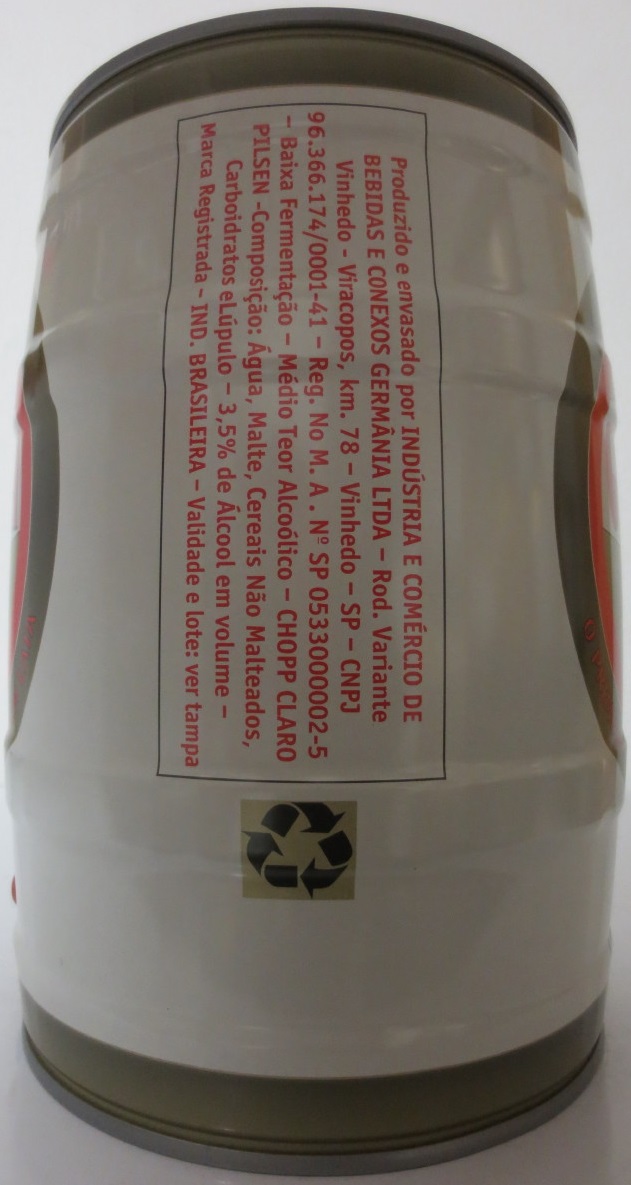 Produzido e envasado por INDÚSTRIA E COMÉRCIO DE
BEBIDAS E CONEXOS GERMÂNIA LTDA – Rod. Variante
Vinhedo - Viracopos, km. 78 – Vinhedo – SP – CNPJ
96.366.174/0001-41 – Reg. No M. A . Nº SP 0533000002-5
– Baixa Fermentação – Médio Teor Alcoólico – CHOPP CLARO
PILSEN -Composição: Água, Malte, Cereais Não Malteados,
Carboidratos eLúpulo – 3,5% de Álcool em volume –
Marca Registrada – IND. BRASILEIRA – Validade e lote: ver tampa